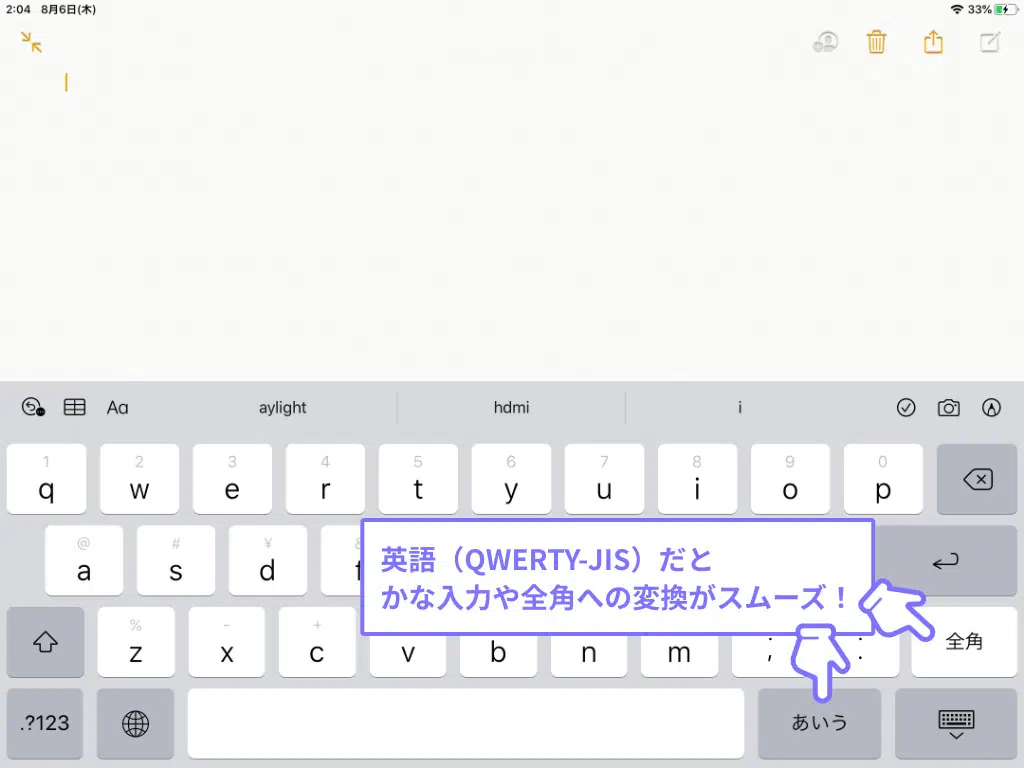 2:04 8月6日(木) 33%
Aa aylight hdmi i
1 2 3 4 5 6 7 8 9 0
q w e r t y u i o p
@ # ¥
a s d f
英語（QWERTY-JIS）だと
かな入力や全角への変換がスムーズ！
% - +
z x c v b n m ; : 全角
.?123 あいう